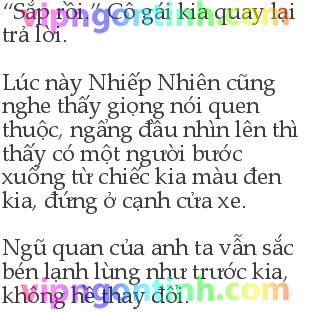 “Sắp rồi.” Cô gái kia quay lại
trả lời.
Lúc này Nhiếp Nhiên cũng
nghe thấy giọng nói quen
thuộc, ngẩng đầu nhìn lên thì
thấy có một người bước
xuống từ chiếc kia màu đen
kia, đứng ở cạnh cửa xe.
Ngũ quan của anh ta vẫn sắc
bén lạnh lùng như trước kia,
không hề thay đổi.
vipngontinh.com
vipngontinh.com